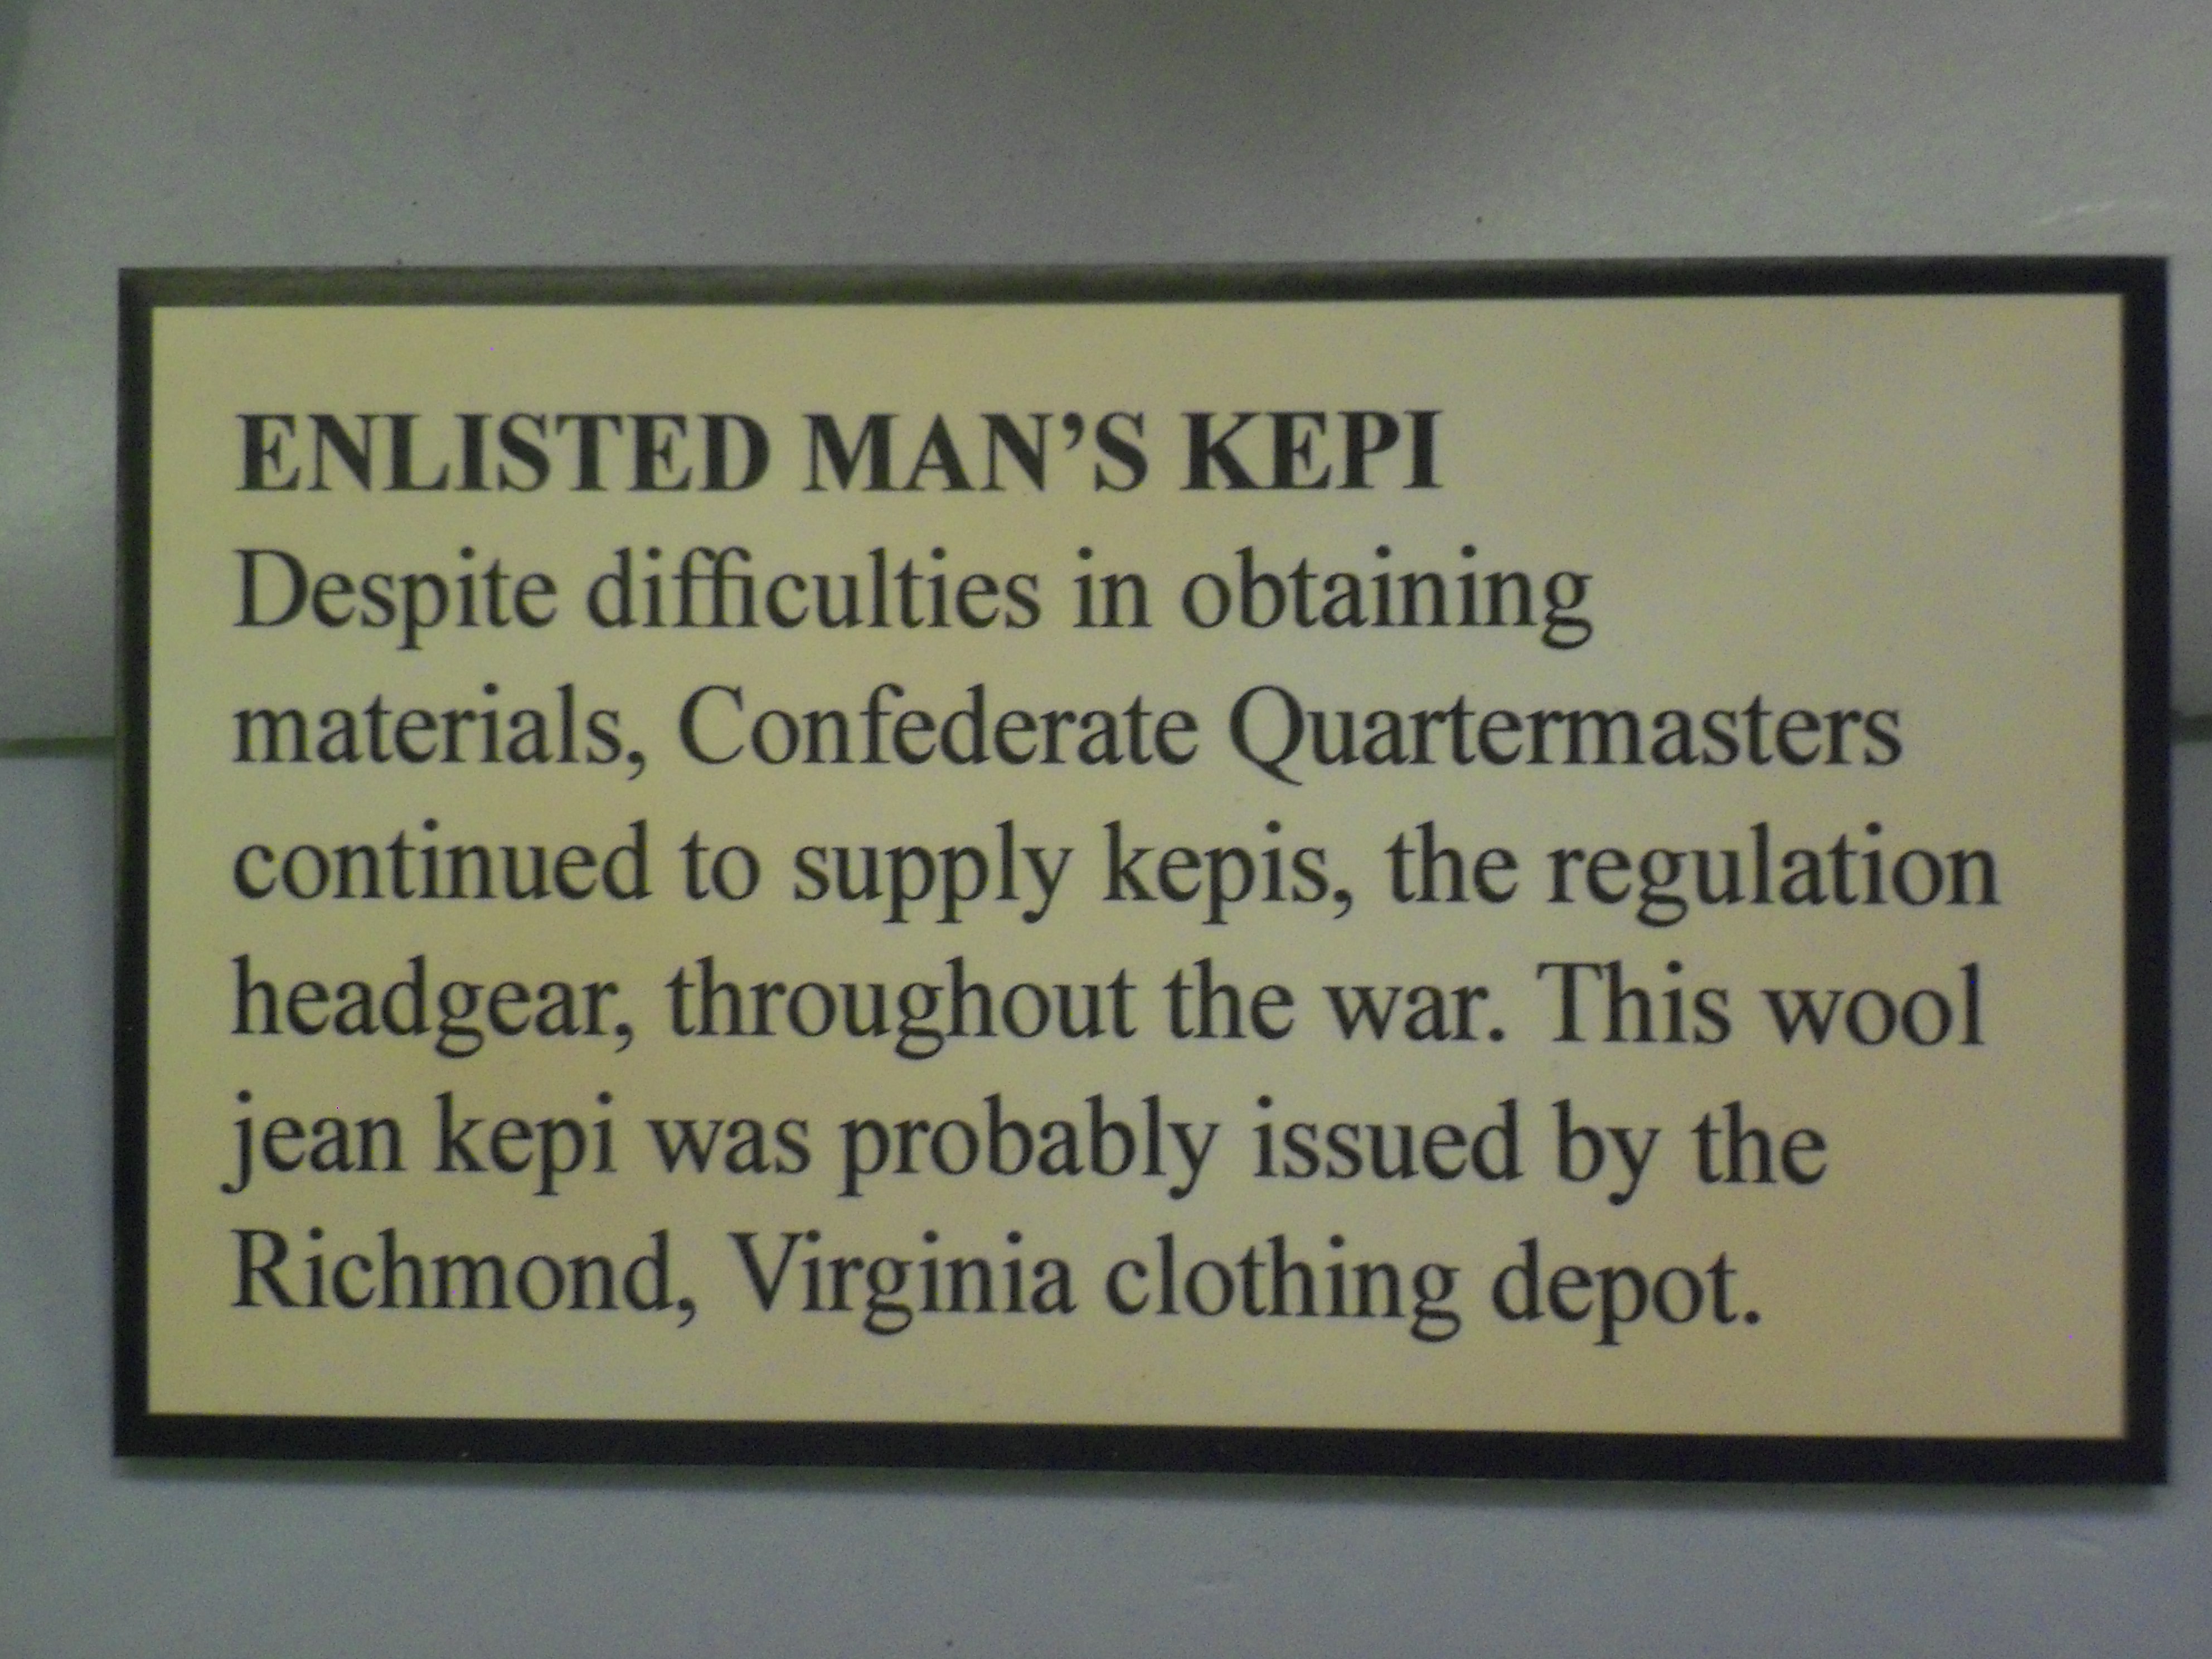 ENLISTED MAN’S KEPI
Despite difficulties in obtaining
materials, Confederate Quartermasters
continued to supply kepis, the regulation
headgear, throughout the war. This wool
jean kepi was probably issued by the
Richmond, Virginia clothing depot.